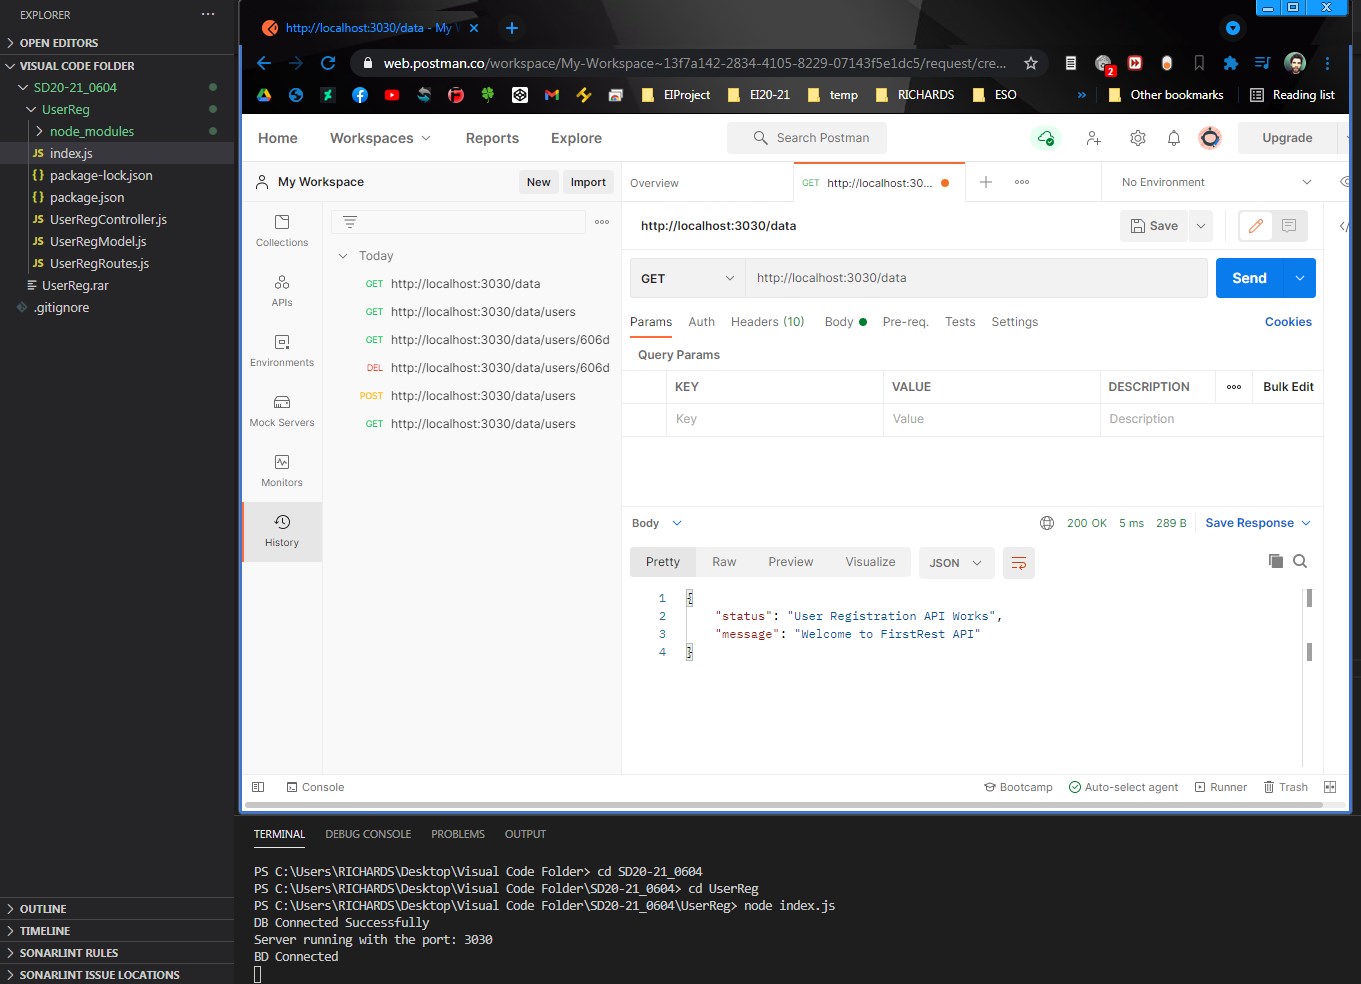 EXPLORER
OPEN EDITORS
VISUAL CODE FOLDER
SD20-21_0604
UserReg
node_modules
JS index.js
{} package-lock.json
{} package.json
JS UserRegController.js
JS UserRegModel.js
JS UserRegRoutes.js
UserReg.rar
.gitignore
OUTLINE
TIMELINE
SONARLINT RULES
SONARLINT ISSUE LOCATIONS
http://localhost:3030/data - My
web.postman.co/workspace/My-Workspace~13f7a142-2834-4105-8229-07143f5e1dc5/request/cre...
2
EIProject EI20-21 temp RICHARDS ESO » Other bookmarks Reading list
Home Workspaces Reports Explore Search Postman Upgrade
My Workspace New Import
Overview GET http://localhost:30... No Environment
Collections
APIs
Environments
Mock Servers
Monitors
History
Today
GET http://localhost:3030/data
GET http://localhost:3030/data/users
GET http://localhost:3030/data/users/606d
DEL http://localhost:3030/data/users/606d
POST http://localhost:3030/data/users
GET http://localhost:3030/data/users
http://localhost:3030/data Save
GET http://localhost:3030/data Send
Params Auth Headers (10) Body Pre-req. Tests Settings Cookies
Query Params
KEY VALUE DESCRIPTION Bulk Edit
Key Value Description
Body 200 OK 5 ms 289 B Save Response
Pretty Raw Preview Visualize JSON
1 {
2 "status": "User Registration API Works",
3 "message": "Welcome to FirstRest API"
4 }
Console Bootcamp Auto-select agent Runner Trash
TERMINAL DEBUG CONSOLE PROBLEMS OUTPUT
PS C:\Users\RICHARDS\Desktop\Visual Code Folder> cd SD20-21_0604
PS C:\Users\RICHARDS\Desktop\Visual Code Folder\SD20-21_0604> cd UserReg
PS C:\Users\RICHARDS\Desktop\Visual Code Folder\SD20-21_0604\UserReg> node index.js
DB Connected Successfully
Server running with the port: 3030
BD Connected